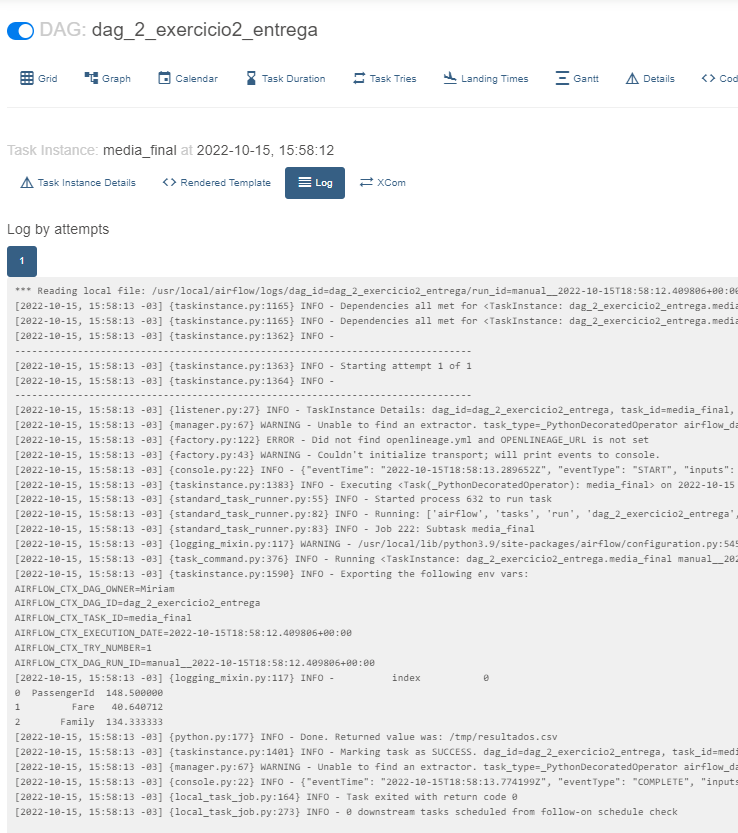 DAG: dag_2_exercicio2_entrega
Grid Graph Calendar Task Duration Task Tries Landing Times Gantt Details <> Cod
Task Instance: media_final at 2022-10-15, 15:58:12
Task Instance Details <> Rendered Template Log XCom
Log by attempts
1
*** Reading local file: /usr/local/airflow/logs/dag_id=dag_2_exercicio2_entrega/run_id=manual__2022-10-15T18:58:12.409806+00:00
[2022-10-15, 15:58:13 -03] {taskinstance.py:1165} INFO - Dependencies all met for <TaskInstance: dag_2_exercicio2_entrega.media
[2022-10-15, 15:58:13 -03] {taskinstance.py:1165} INFO - Dependencies all met for <TaskInstance: dag_2_exercicio2_entrega.media
[2022-10-15, 15:58:13 -03] {taskinstance.py:1362} INFO -
--------------------------------------------------------------------------------
[2022-10-15, 15:58:13 -03] {taskinstance.py:1363} INFO - Starting attempt 1 of 1
[2022-10-15, 15:58:13 -03] {taskinstance.py:1364} INFO -
--------------------------------------------------------------------------------
[2022-10-15, 15:58:13 -03] {listener.py:27} INFO - TaskInstance Details: dag_id=dag_2_exercicio2_entrega, task_id=media_final,
[2022-10-15, 15:58:13 -03] {manager.py:67} WARNING - Unable to find an extractor. task_type=_PythonDecoratedOperator airflow_da
[2022-10-15, 15:58:13 -03] {factory.py:122} ERROR - Did not find openlineage.yml and OPENLINEAGE_URL is not set
[2022-10-15, 15:58:13 -03] {factory.py:43} WARNING - Couldn't initialize transport; will print events to console.
[2022-10-15, 15:58:13 -03] {console.py:22} INFO - {"eventTime": "2022-10-15T18:58:13.289652Z", "eventType": "START", "inputs":
[2022-10-15, 15:58:13 -03] {taskinstance.py:1383} INFO - Executing <Task(_PythonDecoratedOperator): media_final> on 2022-10-15
[2022-10-15, 15:58:13 -03] {standard_task_runner.py:55} INFO - Started process 632 to run task
[2022-10-15, 15:58:13 -03] {standard_task_runner.py:82} INFO - Running: ['airflow', 'tasks', 'run', 'dag_2_exercicio2_entrega',
[2022-10-15, 15:58:13 -03] {standard_task_runner.py:83} INFO - Job 222: Subtask media_final
[2022-10-15, 15:58:13 -03] {logging_mixin.py:117} WARNING - /usr/local/lib/python3.9/site-packages/airflow/configuration.py:545
[2022-10-15, 15:58:13 -03] {task_command.py:376} INFO - Running <TaskInstance: dag_2_exercicio2_entrega.media_final manual__202
[2022-10-15, 15:58:13 -03] {taskinstance.py:1590} INFO - Exporting the following env vars:
AIRFLOW_CTX_DAG_OWNER=Miriam
AIRFLOW_CTX_DAG_ID=dag_2_exercicio2_entrega
AIRFLOW_CTX_TASK_ID=media_final
AIRFLOW_CTX_EXECUTION_DATE=2022-10-15T18:58:12.409806+00:00
AIRFLOW_CTX_TRY_NUMBER=1
AIRFLOW_CTX_DAG_RUN_ID=manual__2022-10-15T18:58:12.409806+00:00
[2022-10-15, 15:58:13 -03] {logging_mixin.py:117} INFO - index 0
0 PassengerId 148.500000
1 Fare 40.640712
2 Family 134.333333
[2022-10-15, 15:58:13 -03] {python.py:177} INFO - Done. Returned value was: /tmp/resultados.csv
[2022-10-15, 15:58:13 -03] {taskinstance.py:1401} INFO - Marking task as SUCCESS. dag_id=dag_2_exercicio2_entrega, task_id=medi
[2022-10-15, 15:58:13 -03] {manager.py:67} WARNING - Unable to find an extractor. task_type=_PythonDecoratedOperator airflow_da
[2022-10-15, 15:58:13 -03] {console.py:22} INFO - {"eventTime": "2022-10-15T18:58:13.774199Z", "eventType": "COMPLETE", "inputs
[2022-10-15, 15:58:13 -03] {local_task_job.py:164} INFO - Task exited with return code 0
[2022-10-15, 15:58:13 -03] {local_task_job.py:273} INFO - 0 downstream tasks scheduled from follow-on schedule check